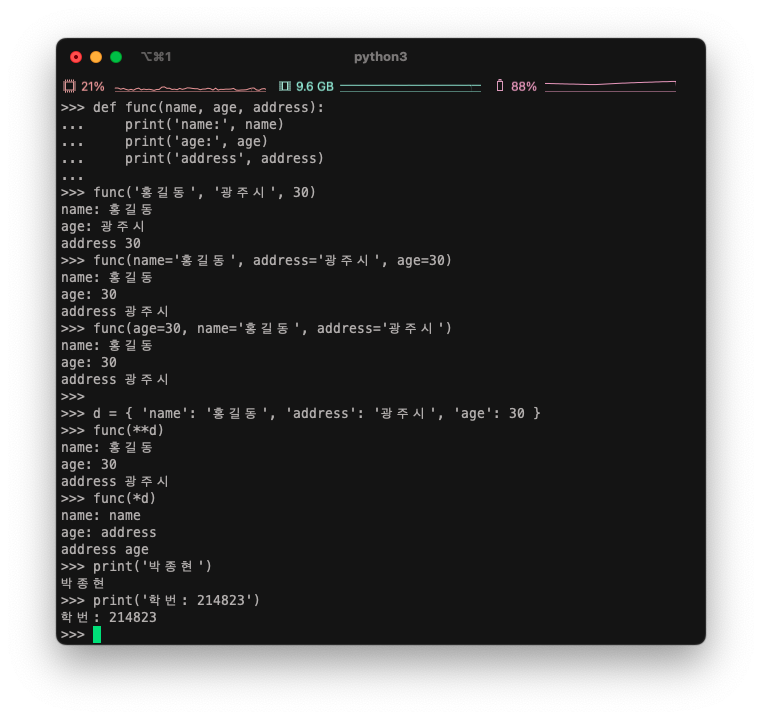 ⌥⌘1 python3
21% 9.6 GB 88%
>>> def func(name, age, address):
...     print('name:', name)
...     print('age:', age)
...     print('address', address)
...
>>> func('홍길동', '광주시', 30)
name: 홍길동
age: 광주시
address 30
>>> func(name='홍길동', address='광주시', age=30)
name: 홍길동
age: 30
address 광주시
>>> func(age=30, name='홍길동', address='광주시')
name: 홍길동
age: 30
address 광주시
>>>
>>> d = { 'name': '홍길동', 'address': '광주시', 'age': 30 }
>>> func(**d)
name: 홍길동
age: 30
address 광주시
>>> func(*d)
name: name
age: address
address age
>>> print('박종현')
박종현
>>> print('학번: 214823')
학번: 214823
>>>